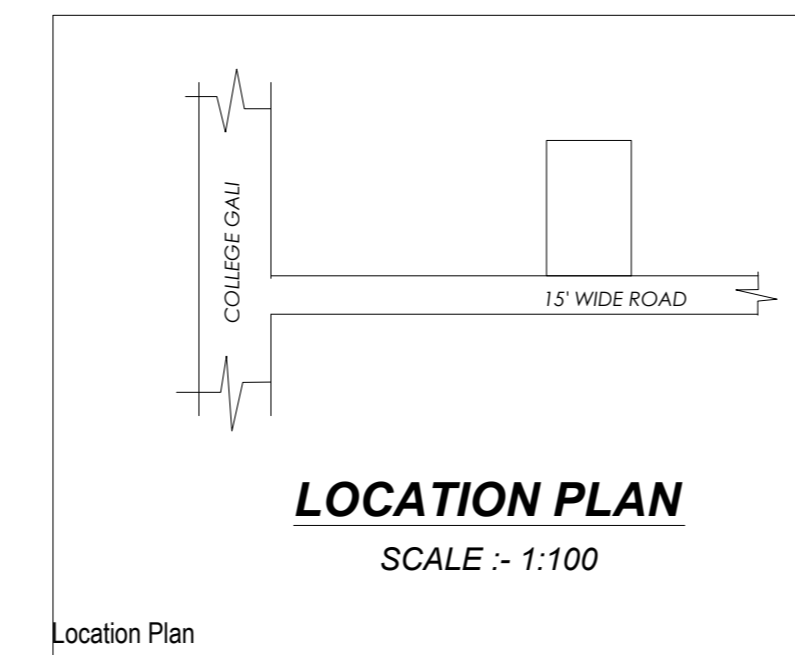 COLLEGE GALI
15' WIDE ROAD
LOCATION PLAN
SCALE :- 1:100
Location Plan